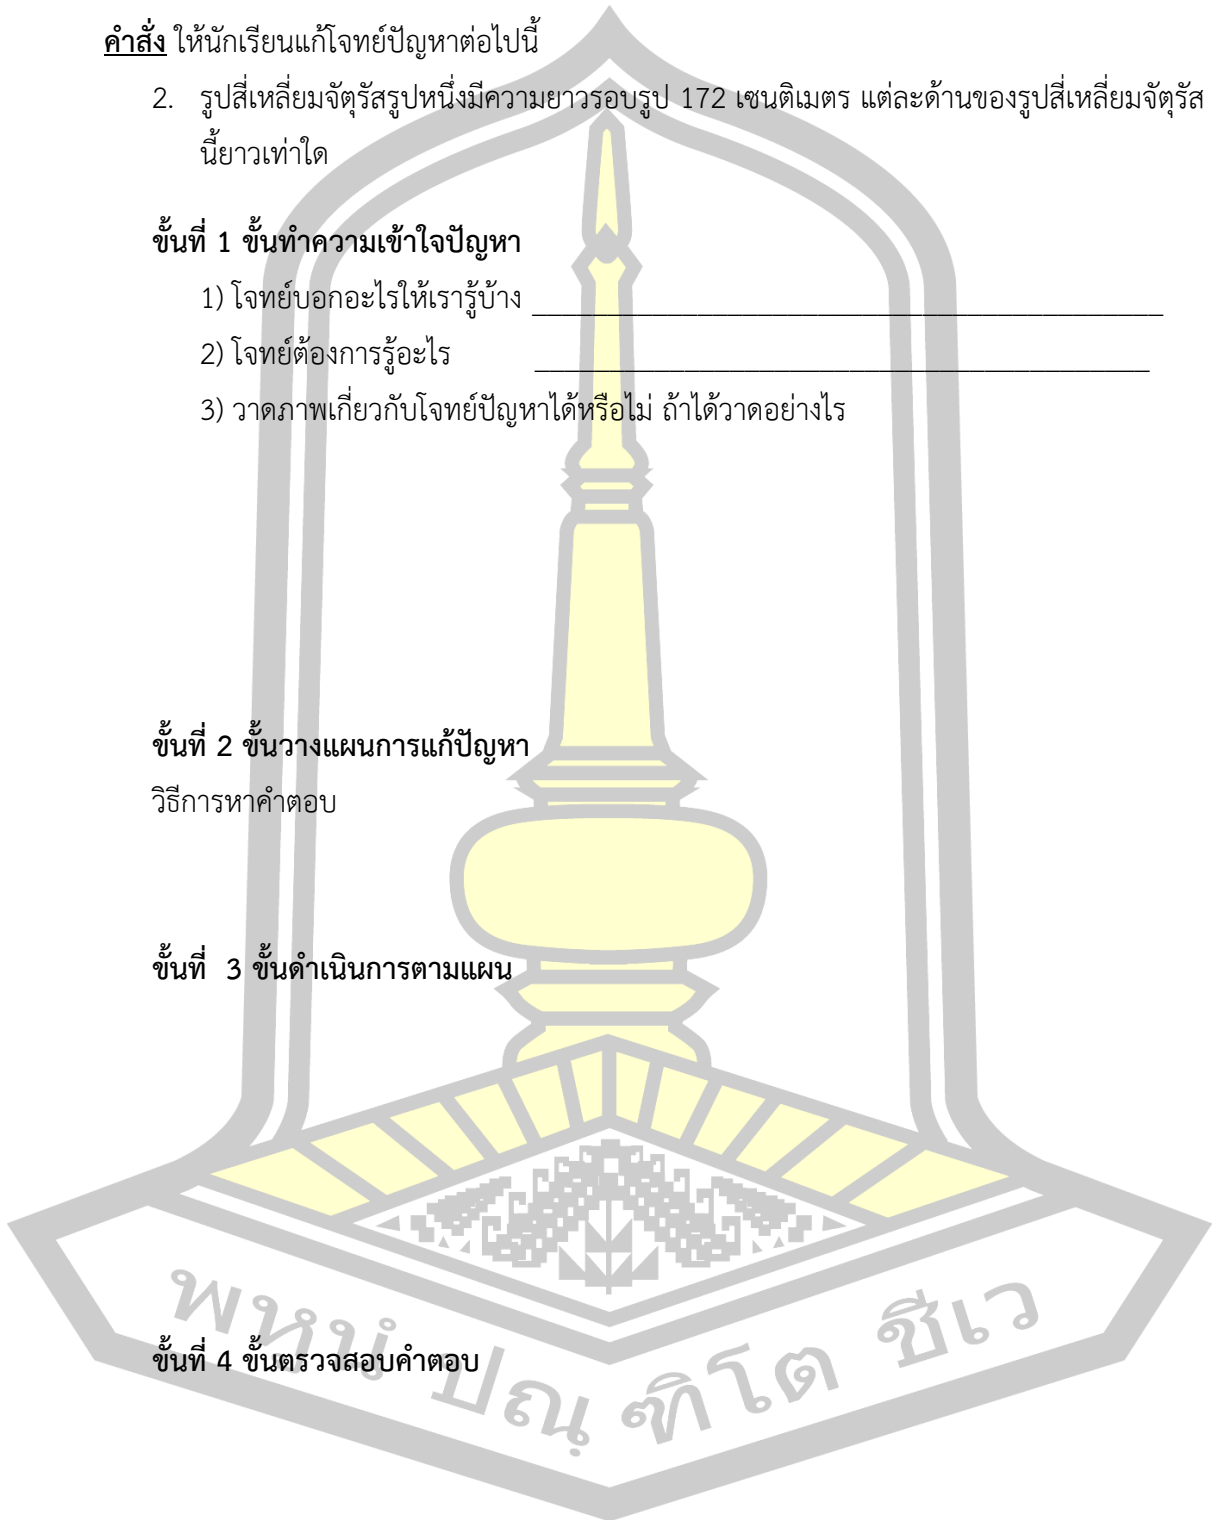 คำสั่ง ให้นักเรียนแก้โจทย์ปัญหาต่อไปนี้
2. รูปสี่เหลี่ยมจัตุรัสรูปหนึ่งมีความยาวรอบรูป 172 เซนติเมตร แต่ละด้านของรูปสี่เหลี่ยมจัตุรัส
นี้ยาวเท่าใด
ขั้นที่ 1 ขั้นทำความเข้าใจปัญหา
1) โจทย์บอกอะไรให้เรารู้บ้าง ___________________________________________
2) โจทย์ต้องการรู้อะไร __________________________________________
3) วาดภาพเกี่ยวกับโจทย์ปัญหาได้หรือไม่ ถ้าได้วาดอย่างไร
ขั้นที่ 2 ขั้นวางแผนการแก้ปัญหา
วิธีการหาคำตอบ
ขั้นที่ 3 ขั้นดำเนินการตามแผน
ขั้นที่ 4 ขั้นตรวจสอบคำตอบ
พหุนํ ปณฺฑิโต ชีเว